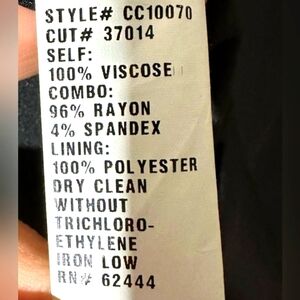 STYLE# CC10070
CUT# 37014
SELF:
100% VISCOSE
COMBO:
96% RAYON
4% SPANDEX
LINING:
100% POLYESTER
DRY CLEAN
WITHOUT
TRICHLORO-
ETHYLENE
IRON LOW
RN# 62444